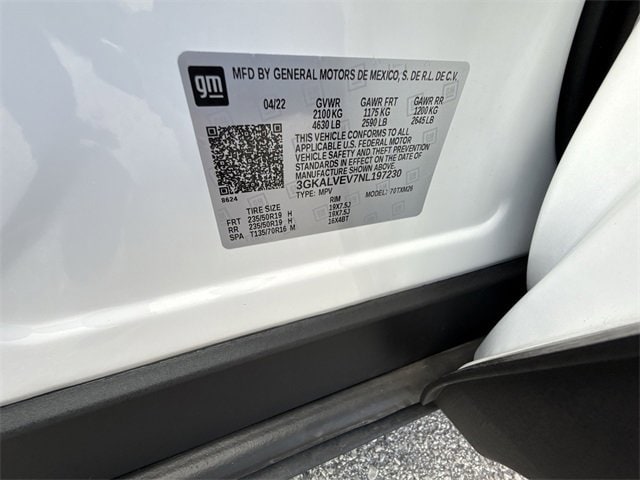 gm
MFD BY GENERAL MOTORS DE MEXICO, S. DE R.L. DE C.V.
04/22 GVWR GAWR FRT GAWR RR
2100 KG 1175 KG 1200 KG
4630 LB 2590 LB 2645 LB
THIS VEHICLE CONFORMS TO ALL
APPLICABLE U.S. FEDERAL MOTOR
VEHICLE SAFETY AND THEFT PREVENTION
STANDARDS IN EFFECT ON THE DATE OF
MANUFACTURE SHOWN ABOVE.
3GKALVEV7NL197230
8624 TYPE: MPV MODEL: 70TXM26
TIRE SIZE RIM
FRT 235/50R19 H 19X7.5J
RR 235/50R19 H 19X7.5J
SPA T135/70R16 M 16X4BT